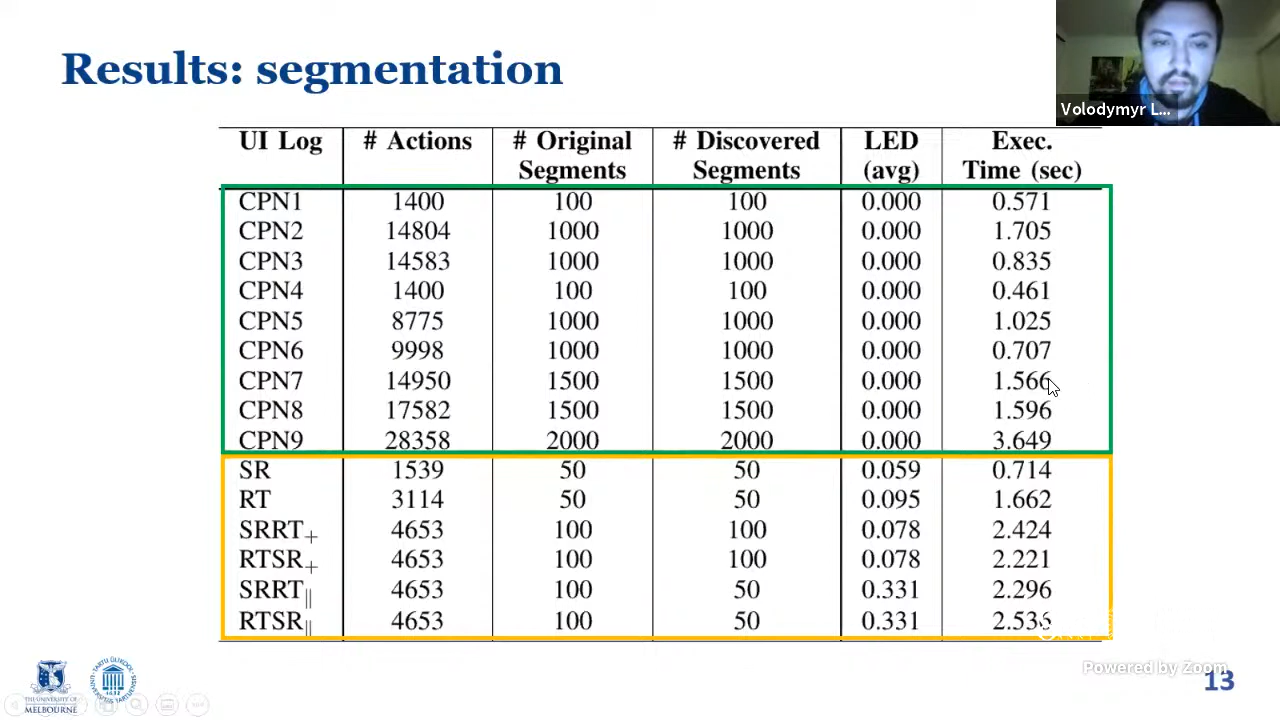 Results: segmentation
Volodymyr L...
UI Log # Actions # Original Segments # Discovered Segments LED (avg) Exec. Time (sec)
CPN1 1400 100 100 0.000 0.571
CPN2 14804 1000 1000 0.000 1.705
CPN3 14583 1000 1000 0.000 0.835
CPN4 1400 100 100 0.000 0.461
CPN5 8775 1000 1000 0.000 1.025
CPN6 9998 1000 1000 0.000 0.707
CPN7 14950 1500 1500 0.000 1.566
CPN8 17582 1500 1500 0.000 1.596
CPN9 28358 2000 2000 0.000 3.649
SR 1539 50 50 0.059 0.714
RT 3114 50 50 0.095 1.662
SRRT+ 4653 100 100 0.078 2.424
RTSR+ 4653 100 100 0.078 2.221
SRRT|| 4653 100 50 0.331 2.296
RTSR|| 4653 100 50 0.331 2.536
THE UNIVERSITY OF
MELBOURNE
Powered by Zoom
13